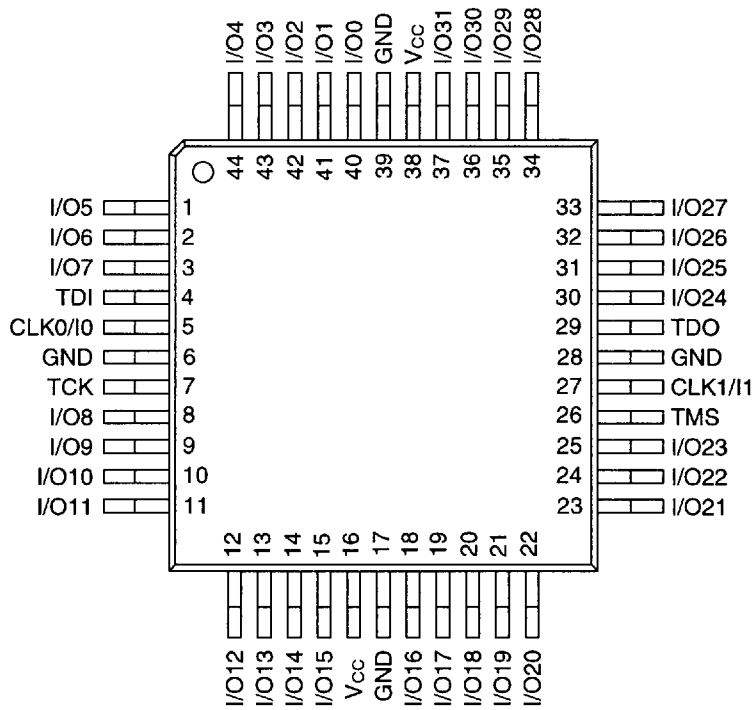 I/O4 I/O3 I/O2 I/O1 I/O0 GND VCC I/O31 I/O30 I/O29 I/O28
44 43 42 41 40 39 38 37 36 35 34
I/O5 1 33 I/O27
I/O6 2 32 I/O26
I/O7 3 31 I/O25
TDI 4 30 I/O24
CLK0/I0 5 29 TDO
GND 6 28 GND
TCK 7 27 CLK1/I1
I/O8 8 26 TMS
I/O9 9 25 I/O23
I/O10 10 24 I/O22
I/O11 11 23 I/O21
12 13 14 15 16 17 18 19 20 21 22
I/O12 I/O13 I/O14 I/O15 VCC GND I/O16 I/O17 I/O18 I/O19 I/O20